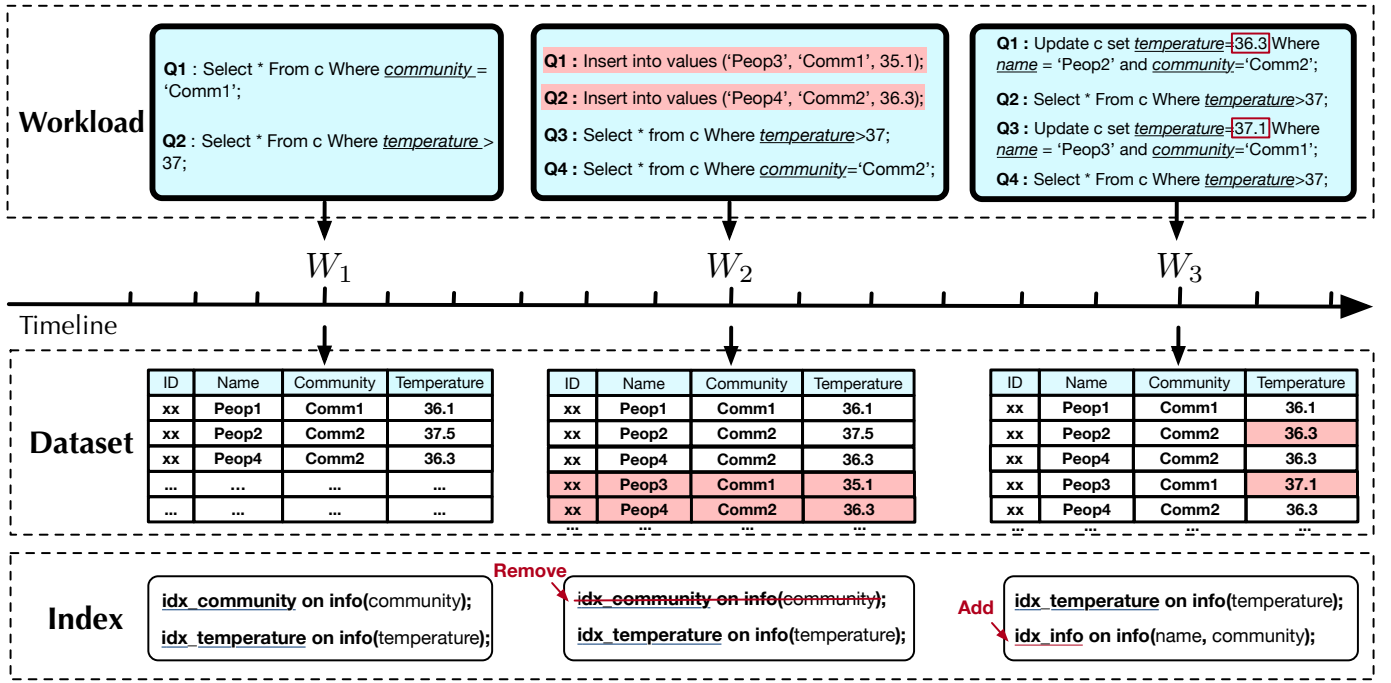 Workload
Q1 : Select * From c Where community =
‘Comm1’;
Q2 : Select * From c Where temperature >
37;
Q1 : Insert into values (‘Peop3’, ‘Comm1’, 35.1);
Q2 : Insert into values (‘Peop4’, ‘Comm2’, 36.3);
Q3 : Select * from c Where temperature>37;
Q4 : Select * from c Where community=‘Comm2’;
Q1 : Update c set temperature=36.3 Where
name = ‘Peop2’ and community=‘Comm2’;
Q2 : Select * From c Where temperature>37;
Q3 : Update c set temperature=37.1 Where
name = ‘Peop3’ and community=‘Comm1’;
Q4 : Select * From c Where temperature>37;
W1
W2
W3
Timeline
Dataset
ID Name Community Temperature
xx Peop1 Comm1 36.1
xx Peop2 Comm2 37.5
xx Peop4 Comm2 36.3
... ... ... ...
... ... ... ...
ID Name Community Temperature
xx Peop1 Comm1 36.1
xx Peop2 Comm2 37.5
xx Peop4 Comm2 36.3
xx Peop3 Comm1 35.1
xx Peop4 Comm2 36.3
... ... ... ...
ID Name Community Temperature
xx Peop1 Comm1 36.1
xx Peop2 Comm2 36.3
xx Peop4 Comm2 36.3
xx Peop3 Comm1 37.1
xx Peop4 Comm2 36.3
... ... ... ...
Index
idx_community on info(community);
idx_temperature on info(temperature);
Remove
idx_community on info(community);
idx_temperature on info(temperature);
Add
idx_temperature on info(temperature);
idx_info on info(name, community);